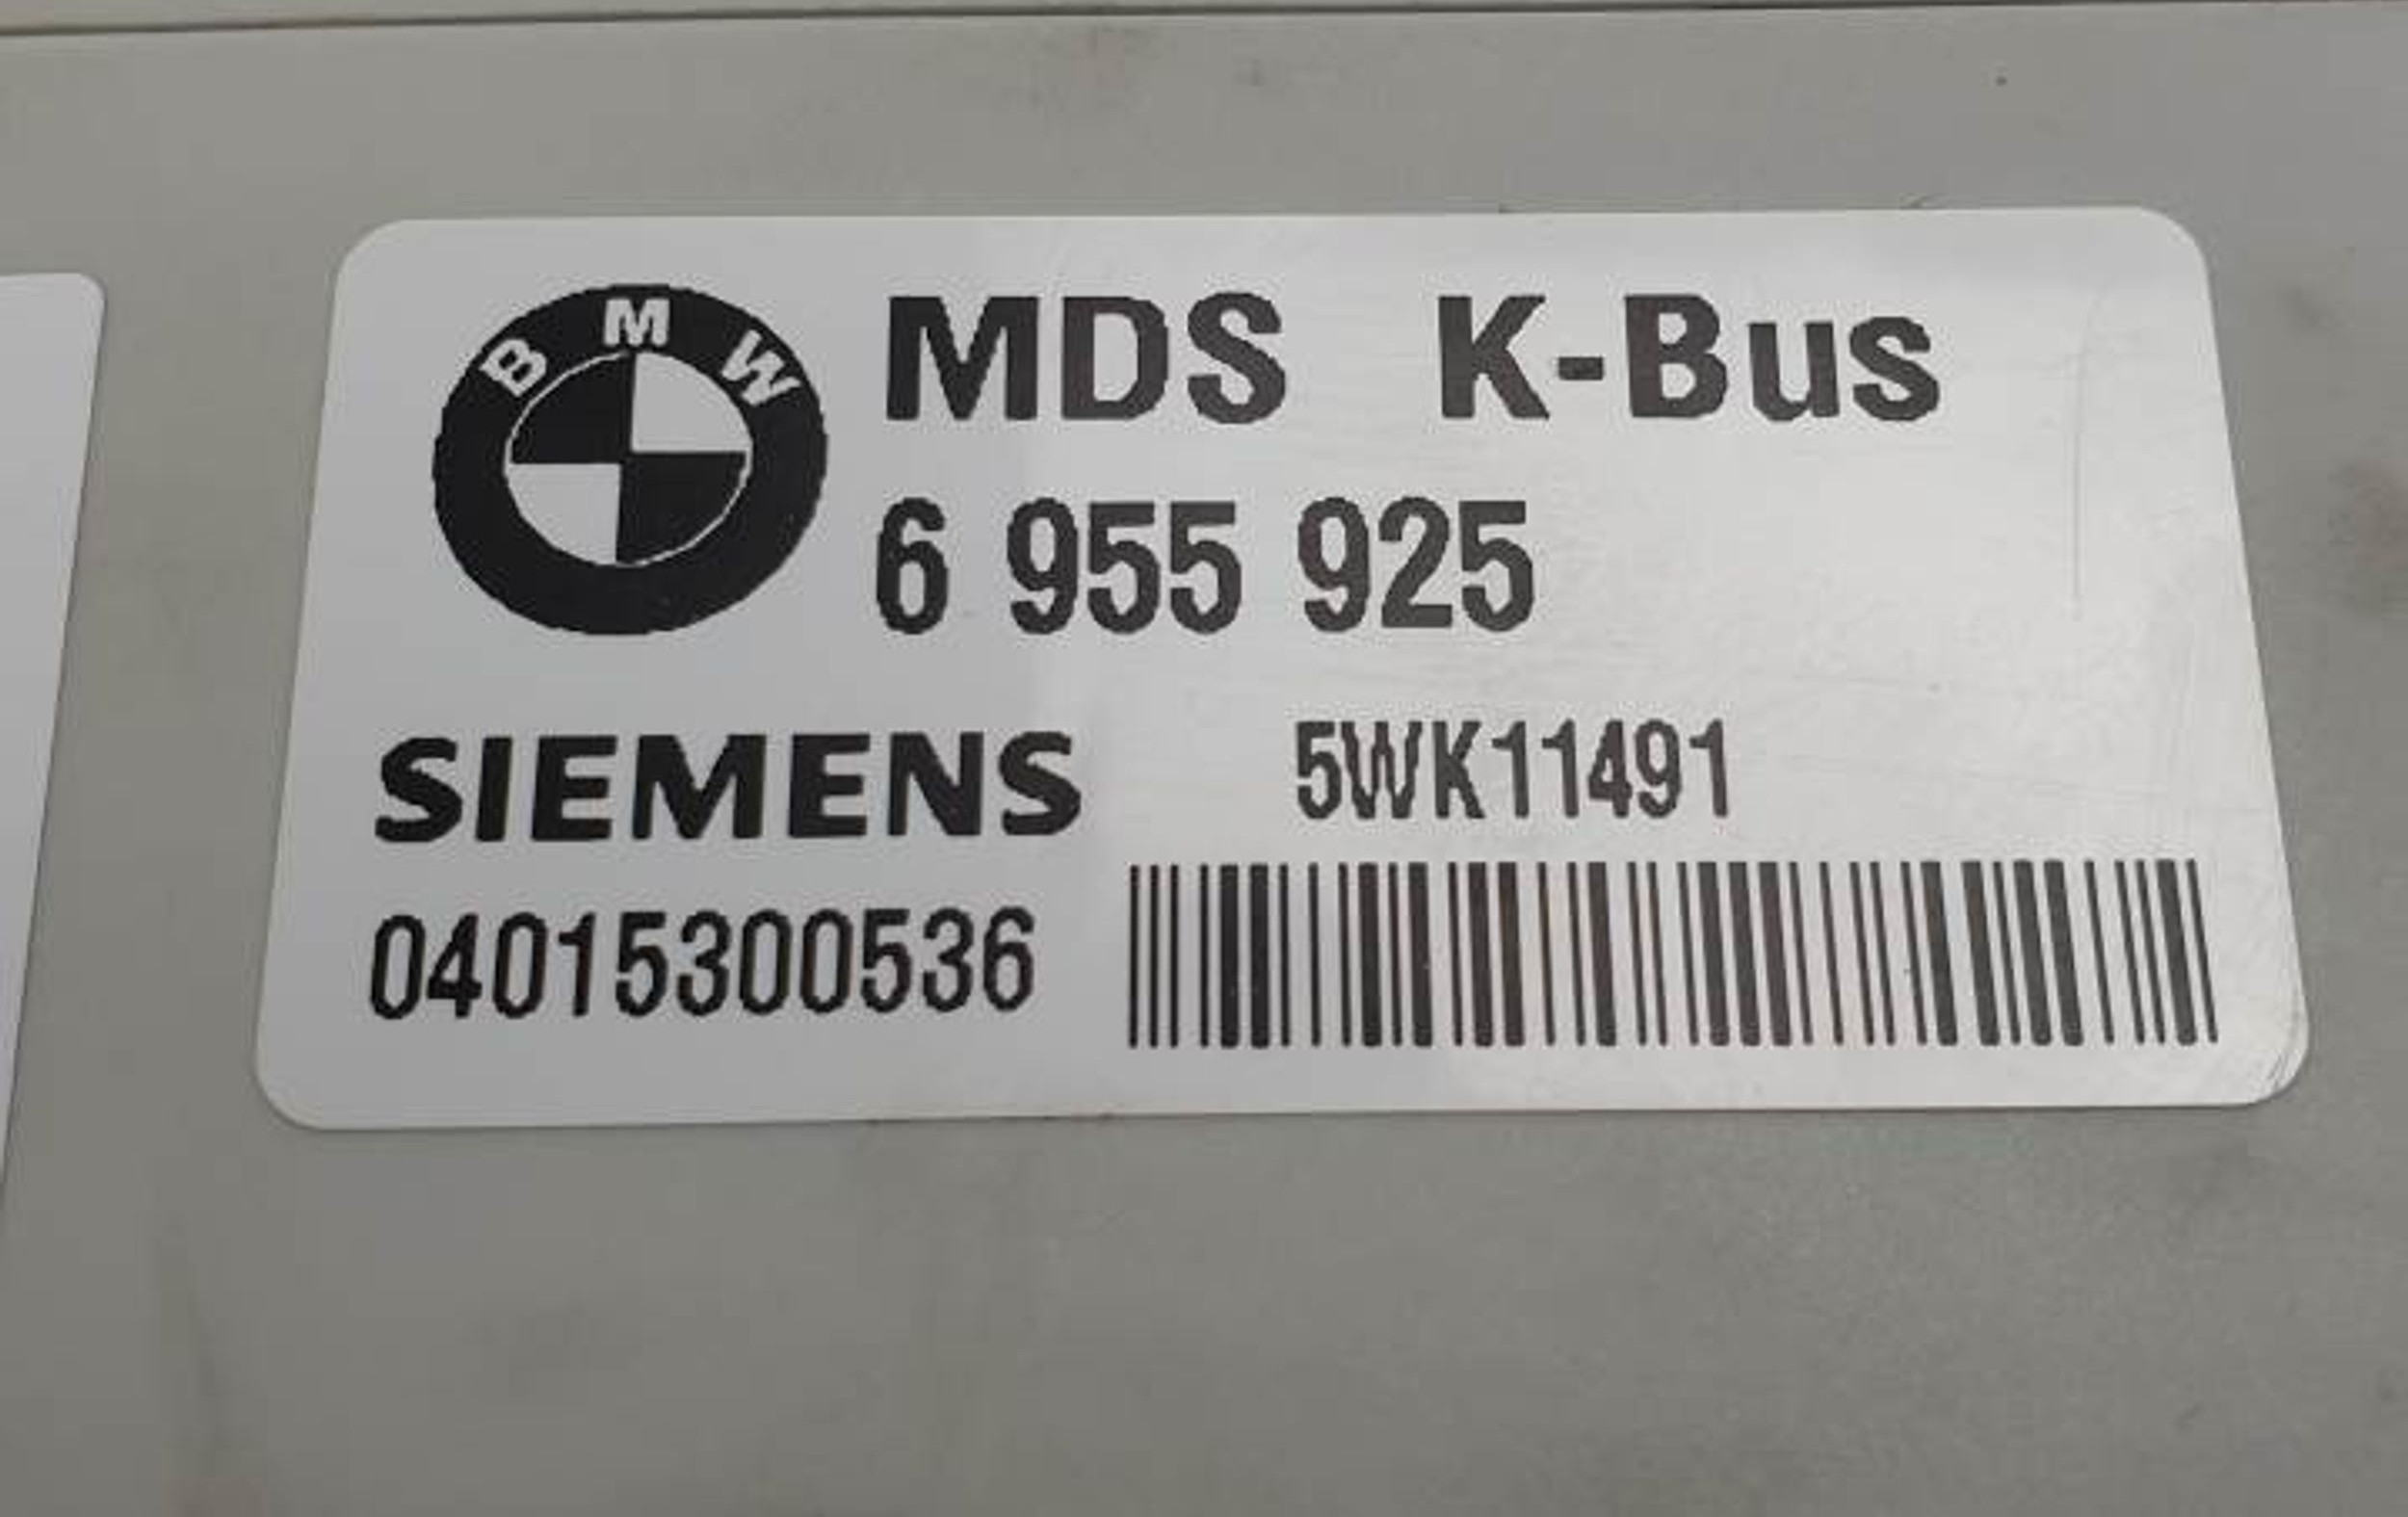 BMW
MDS K-Bus
6 955 925
SIEMENS 5WK11491
04015300536